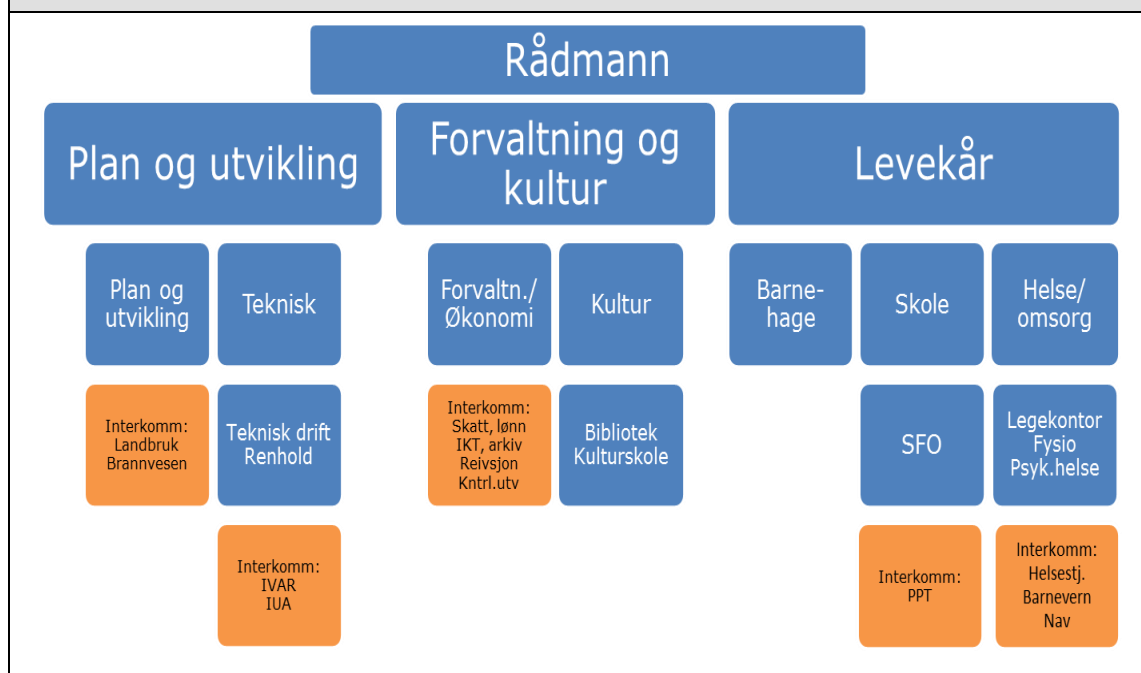 Rådmann
Plan og utvikling
Forvaltning og
kultur
Levekår
Plan og
utvikling
Teknisk
Forvaltn./
Økonomi
Kultur
Barne-
hage
Skole
Helse/
omsorg
Interkomm:
Landbruk
Brannvesen
Teknisk drift
Renhold
Interkomm:
Skatt, lønn
IKT, arkiv
Reivsjon
Kntrl.utv
Bibliotek
Kulturskole
SFO
Legekontor
Fysio
Psyk.helse
Interkomm:
IVAR
IUA
Interkomm:
PPT
Interkomm:
Helsestj.
Barnevern
Nav